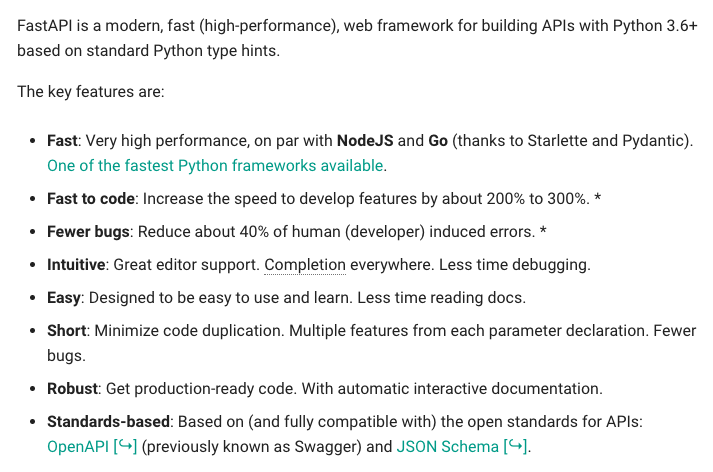 FastAPI is a modern, fast (high-performance), web framework for building APIs with Python 3.6+
based on standard Python type hints.
The key features are:
• Fast: Very high performance, on par with NodeJS and Go (thanks to Starlette and Pydantic).
One of the fastest Python frameworks available.
• Fast to code: Increase the speed to develop features by about 200% to 300%. *
• Fewer bugs: Reduce about 40% of human (developer) induced errors. *
• Intuitive: Great editor support. Completion everywhere. Less time debugging.
• Easy: Designed to be easy to use and learn. Less time reading docs.
• Short: Minimize code duplication. Multiple features from each parameter declaration. Fewer
bugs.
• Robust: Get production-ready code. With automatic interactive documentation.
• Standards-based: Based on (and fully compatible with) the open standards for APIs:
OpenAPI [↪] (previously known as Swagger) and JSON Schema [↪].